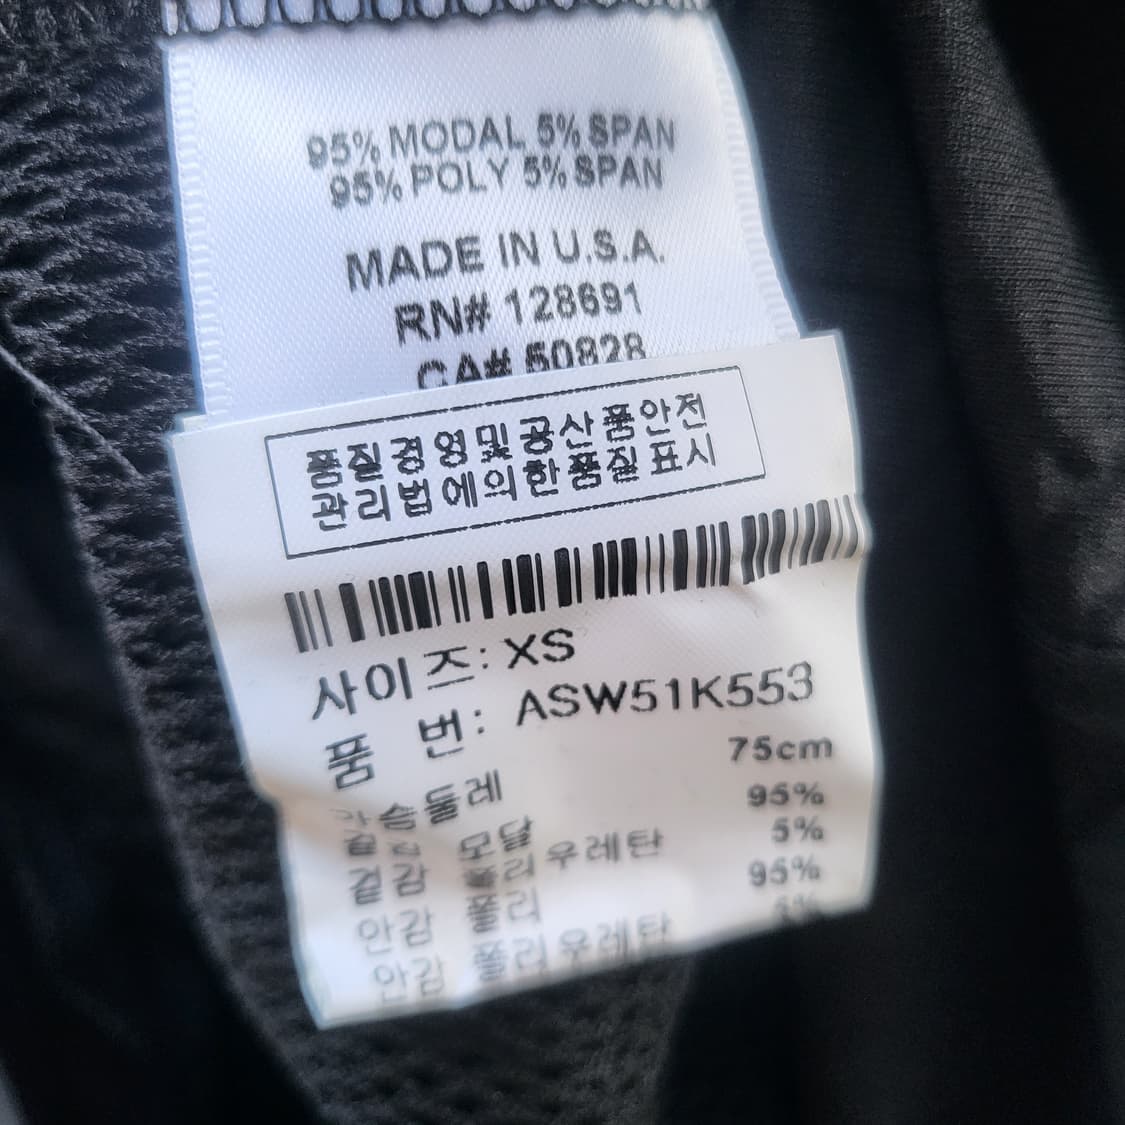 95% MODAL 5% SPAN
95% POLY 5% SPAN
MADE IN U.S.A.
RN# 128691
CA# 50828
품질경영및공산품안전
관리법에의한품질표시
사이즈: XS
품 번: ASW51K553
가슴둘레 75cm
겉감 모달 95%
겉감 폴리우레탄 5%
안감 폴리 95%
안감 폴리우레탄 5%